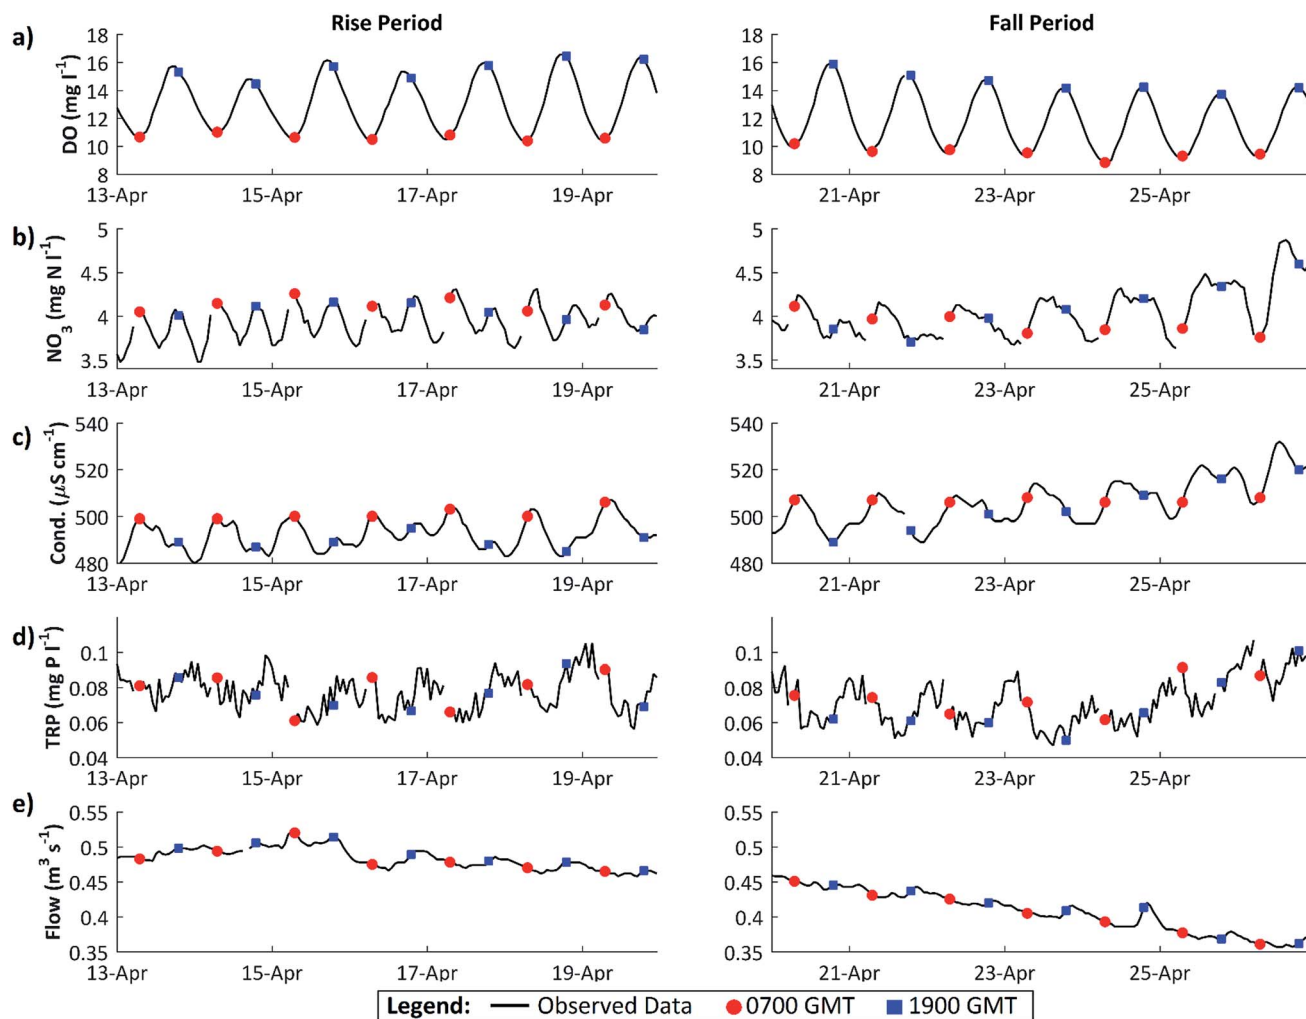 Rise Period Fall Period
a)
DO (mg l-1)
18
16
14
12
10
8
13-Apr 15-Apr 17-Apr 19-Apr
18
16
14
12
10
8
21-Apr 23-Apr 25-Apr
b)
NO3 (mg N l-1)
5
4.5
4
3.5
13-Apr 15-Apr 17-Apr 19-Apr
5
4.5
4
3.5
21-Apr 23-Apr 25-Apr
c)
Cond. (μS cm-1)
540
520
500
480
13-Apr 15-Apr 17-Apr 19-Apr
540
520
500
480
21-Apr 23-Apr 25-Apr
d)
TRP (mg P l-1)
0.1
0.08
0.06
0.04
13-Apr 15-Apr 17-Apr 19-Apr
0.1
0.08
0.06
0.04
21-Apr 23-Apr 25-Apr
e)
Flow (m3 s-1)
0.55
0.5
0.45
0.4
0.35
13-Apr 15-Apr 17-Apr 19-Apr
0.55
0.5
0.45
0.4
0.35
21-Apr 23-Apr 25-Apr
Legend: Observed Data 0700 GMT 1900 GMT